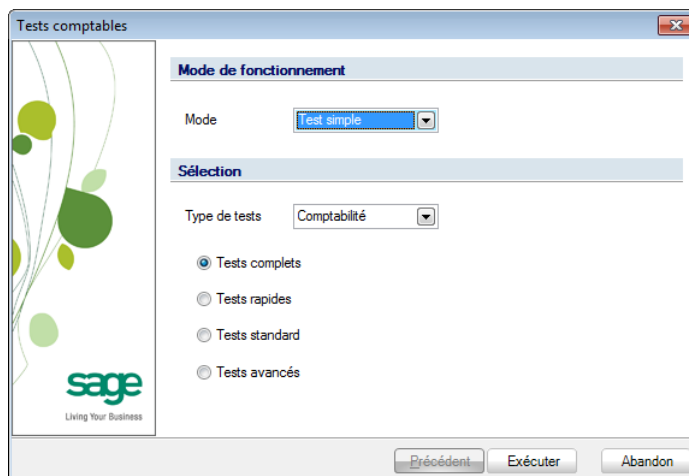 Tests comptables
Mode de fonctionnement
Mode Test simple
Sélection
Type de tests Comptabilité
Tests complets
Tests rapides
Tests standard
Tests avancés
sage
Living Your Business
Précédent Exécuter Abandon